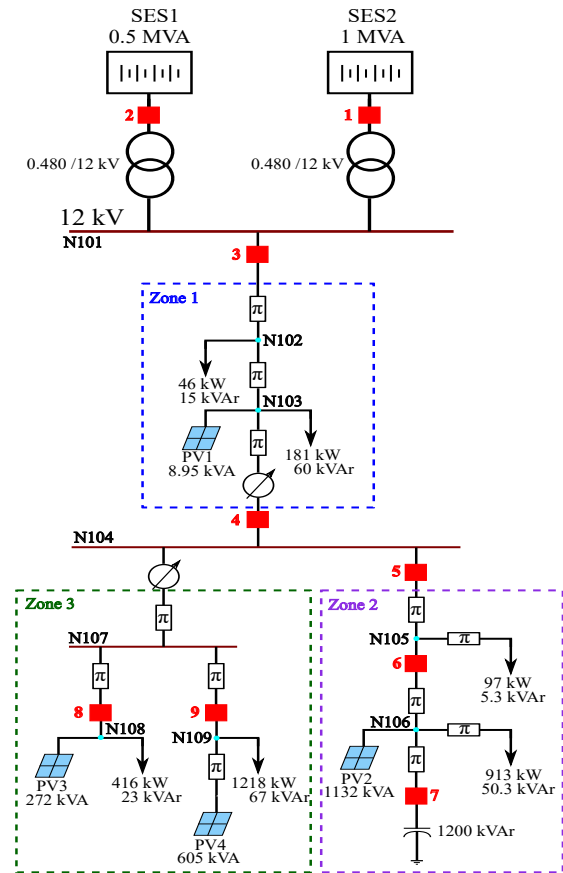 SES1
0.5 MVA
SES2
1 MVA
2
1
0.480 /12 kV
0.480/12 kV
12 kV
N101
3
Zone 1
π
N102
46 kW
15 kVAr
π
N103
PV1
8.95 kVA
π
181 kW
60 kVAr
4
N104
5
Zone 3
π
Zone 2
π
N105
π
N107
6
97 kW
5.3 kVAr
π
π
π
8
9
N106
π
N108
N109
PV3
272 kVA
416 kW
23 kVAr
π
1218 kW
67 kVAr
PV2
1132 kVA
π
913 kW
50.3 kVAr
7
PV4
605 kVA
1200 kVAr